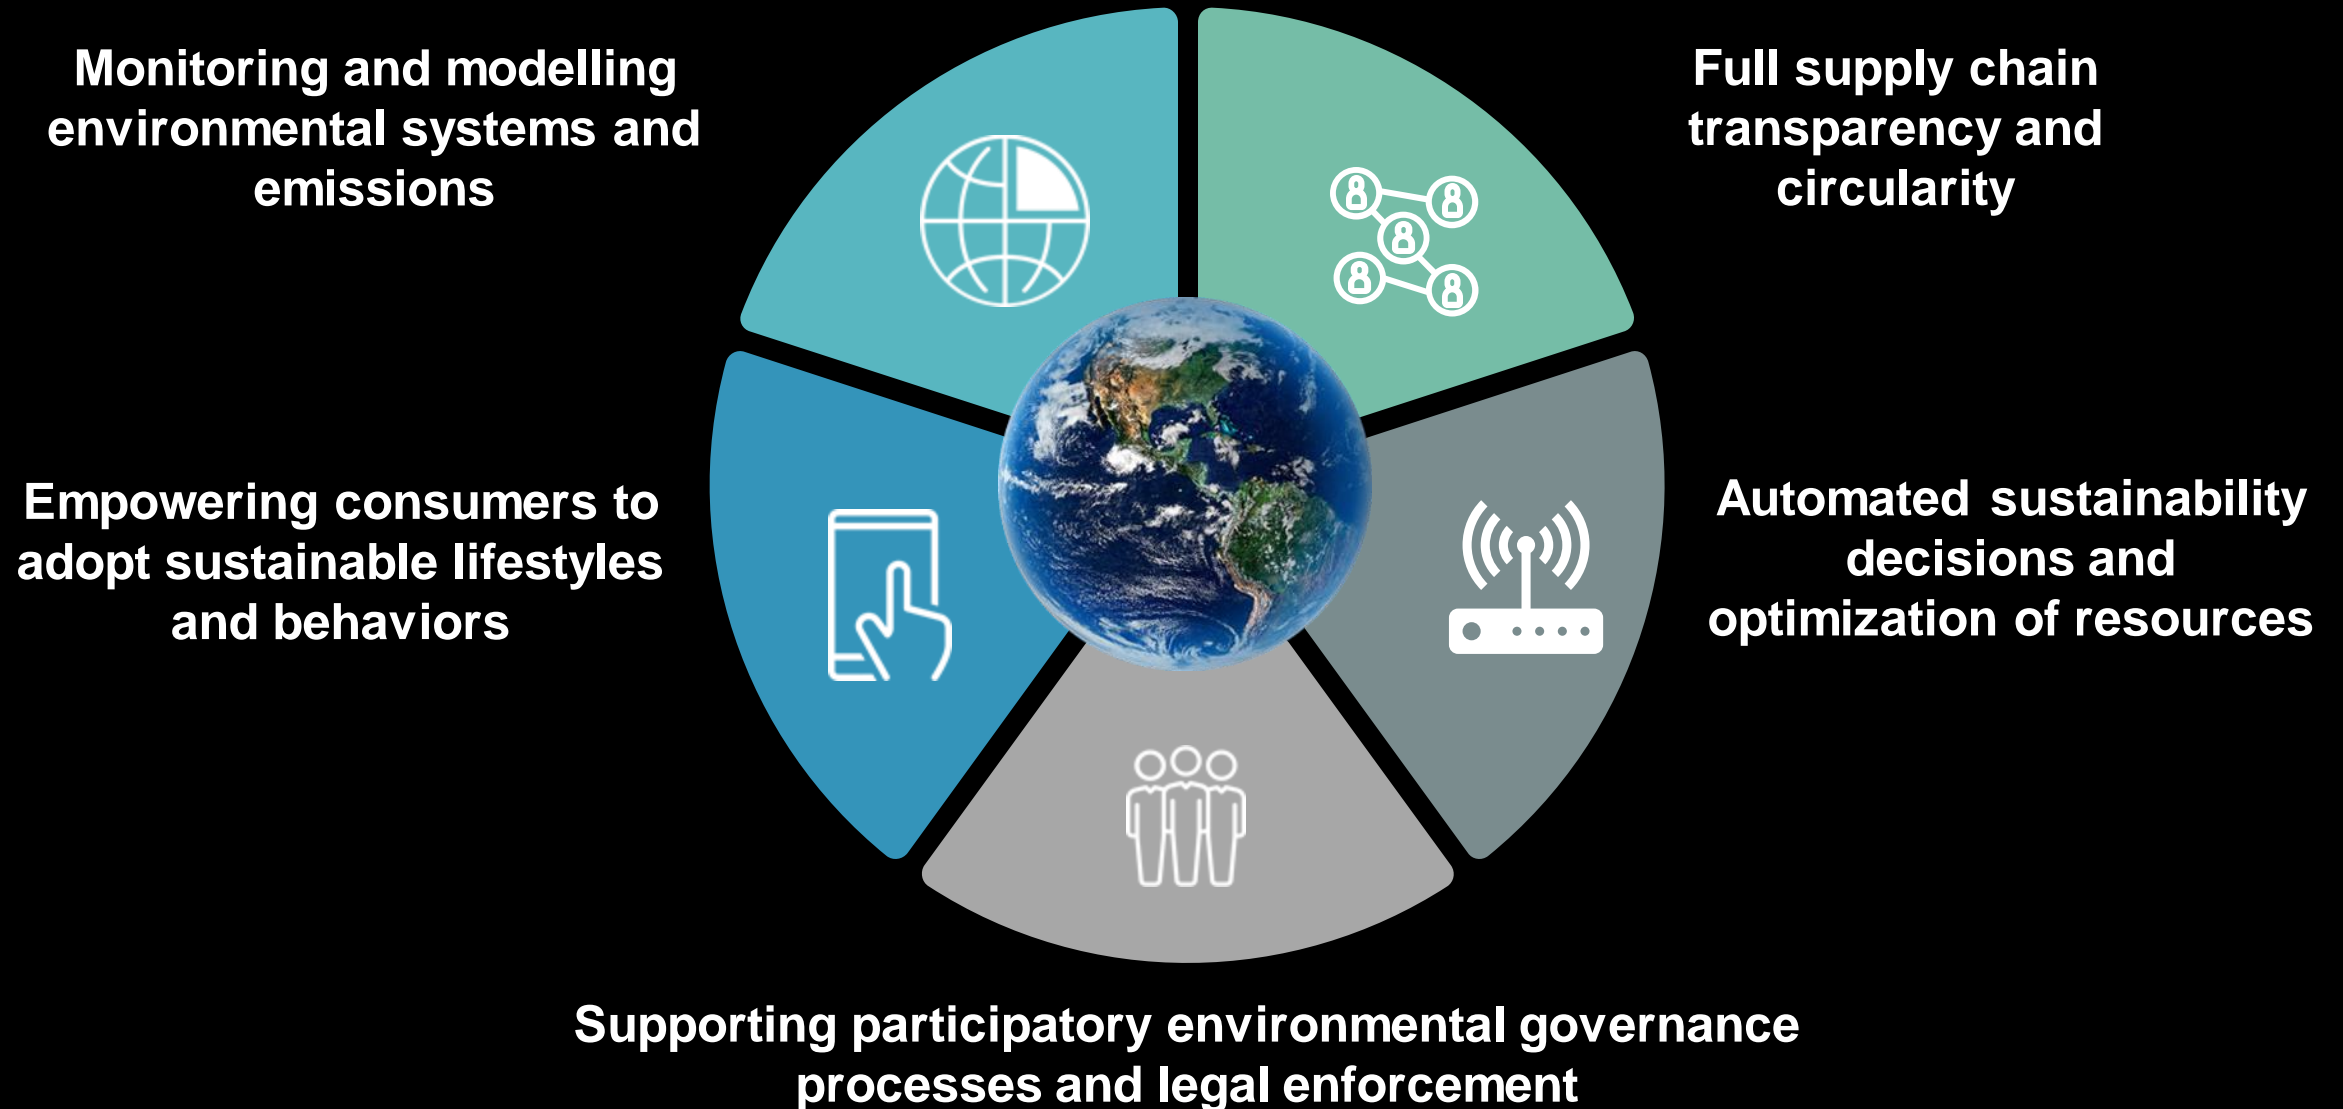 Monitoring and modelling
environmental systems and
emissions
Full supply chain
transparency and
circularity
Empowering consumers to
adopt sustainable lifestyles
and behaviors
Automated sustainability
decisions and
optimization of resources
Supporting participatory environmental governance
processes and legal enforcement